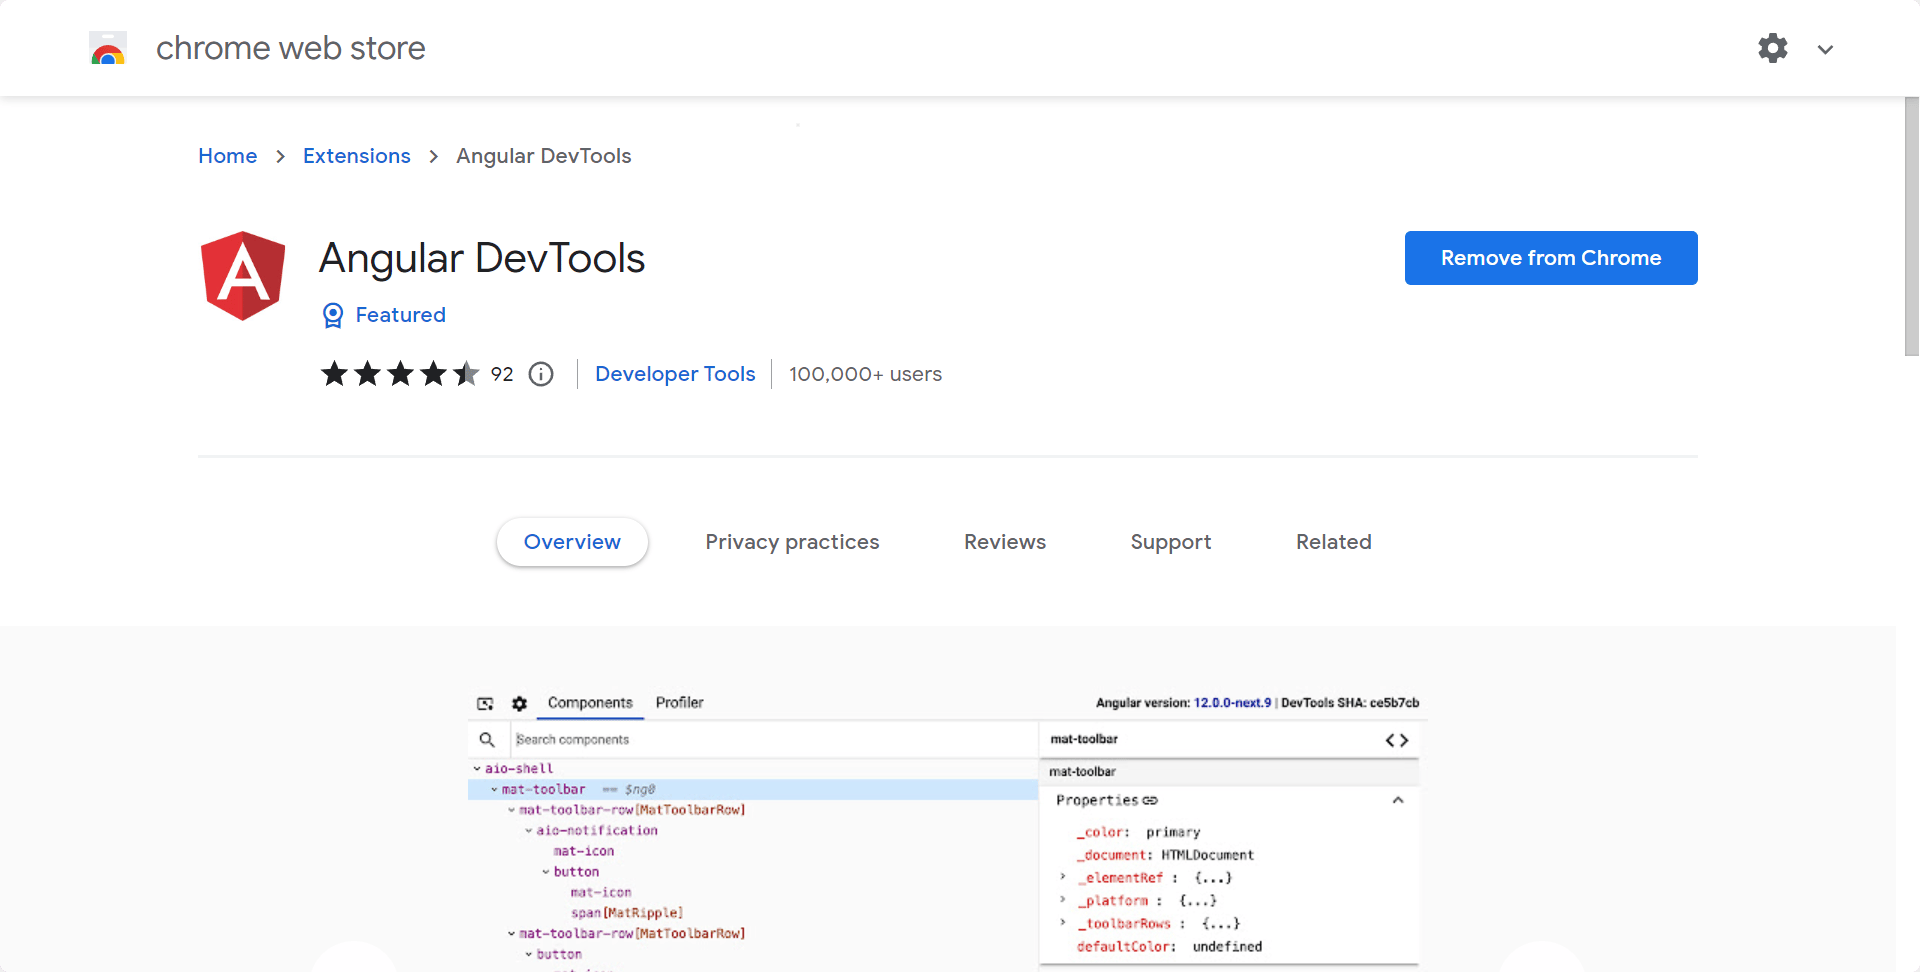 chrome web store
Home > Extensions > Angular DevTools
Angular DevTools
Remove from Chrome
Featured
92 Developer Tools 100,000+ users
Overview Privacy practices Reviews Support Related
Components Profiler Angular version: 12.0.0-next.9 | DevTools SHA: ce5b7cb
Search components
mat-toolbar
aio-shell
mat-toolbar == $ng0
mat-toolbar-row[MatToolbarRow]
aio-notification
mat-icon
button
mat-icon
span[MatRipple]
mat-toolbar-row[MatToolbarRow]
button
mat-toolbar
Properties
_color: primary
_document: HTMLDocument
_elementRef : {...}
_platform : {...}
_toolbarRows : {...}
defaultColor: undefined